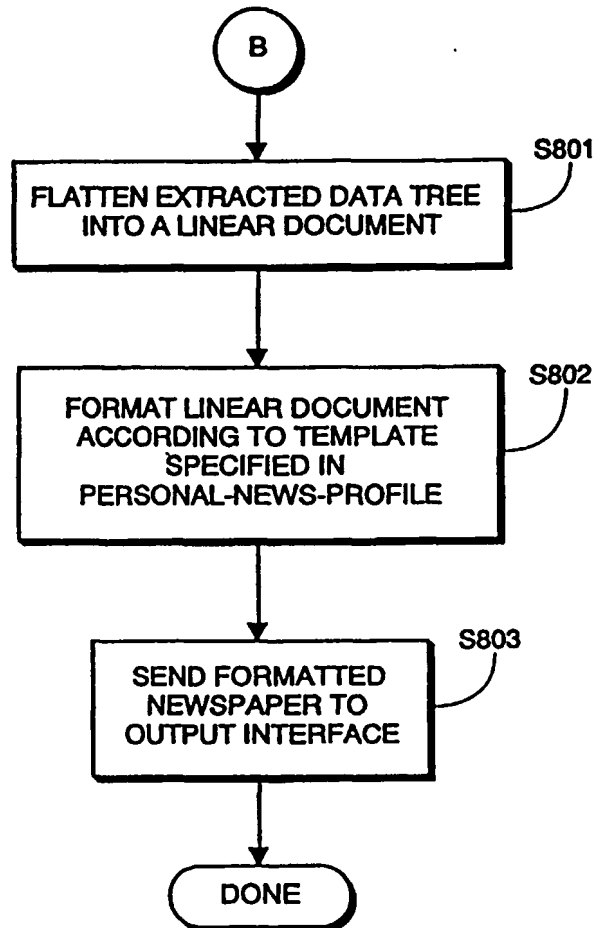 B
S801
FLATTEN EXTRACTED DATA TREE
INTO A LINEAR DOCUMENT
S802
FORMAT LINEAR DOCUMENT
ACCORDING TO TEMPLATE
SPECIFIED IN
PERSONAL-NEWS-PROFILE
S803
SEND FORMATTED
NEWSPAPER TO
OUTPUT INTERFACE
DONE